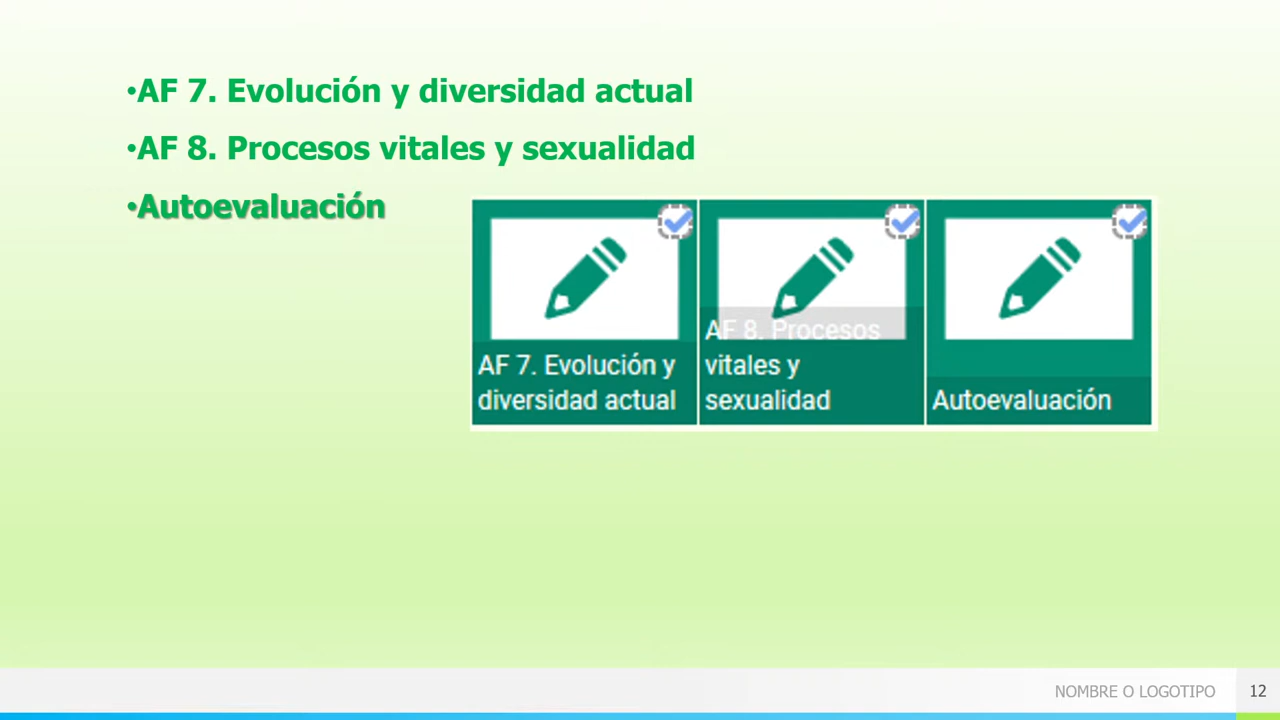 •AF 7. Evolución y diversidad actual
•AF 8. Procesos vitales y sexualidad
•Autoevaluación
AF 7. Evolución y
diversidad actual
AF 8. Procesos
vitales y
sexualidad
Autoevaluación
NOMBRE O LOGOTIPO
12